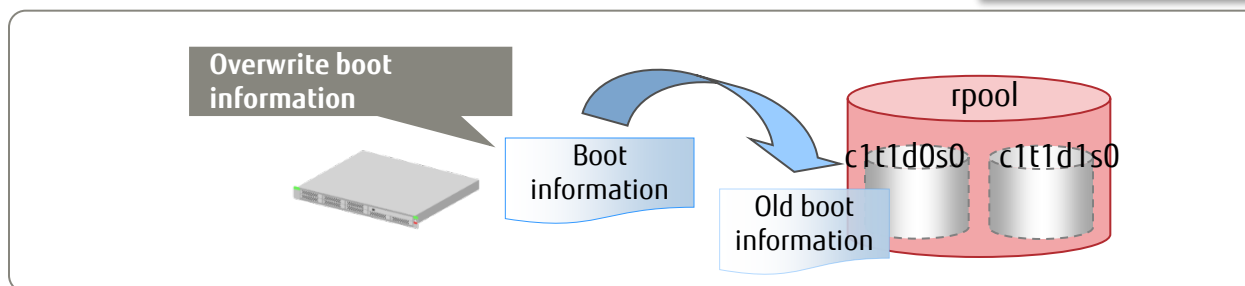 Overwrite boot
information
Boot
information
Old boot
information
rpool
c1t1d0s0
c1t1d1s0